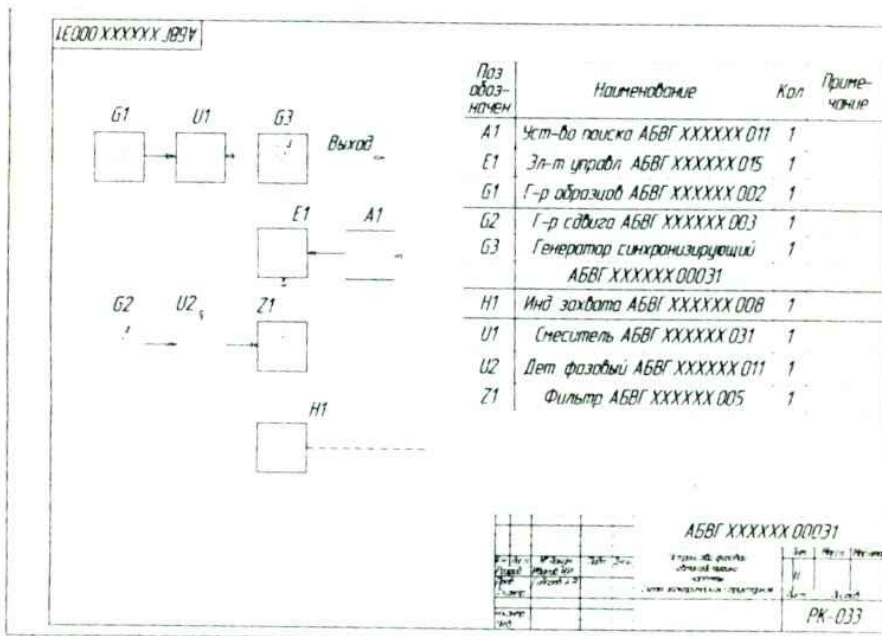 АБВГ XXXXXX 00031
G1
U1
G3
Выход
E1
A1
G2
U2
Z1
H1
Поз обоз- начен Наименование Кол Приме- чание
A1 Уст-во поиска АБВГ XXXXXX 011 1
E1 Эл-т управл АБВГ XXXXXX 015 1
G1 Г-р образцов АБВГ XXXXXX 002 1
G2 Г-р сдвига АБВГ XXXXXX 003 1
G3 Генератор синхронизирующий 1
АБВГ XXXXXX 00031
H1 Инд захвата АБВГ XXXXXX 008 1
U1 Смеситель АБВГ XXXXXX 031 1
U2 Дет фазовый АБВГ XXXXXX 011 1
Z1 Фильтр АБВГ XXXXXX 005 1
АБВГ XXXXXX 00031
РК-033